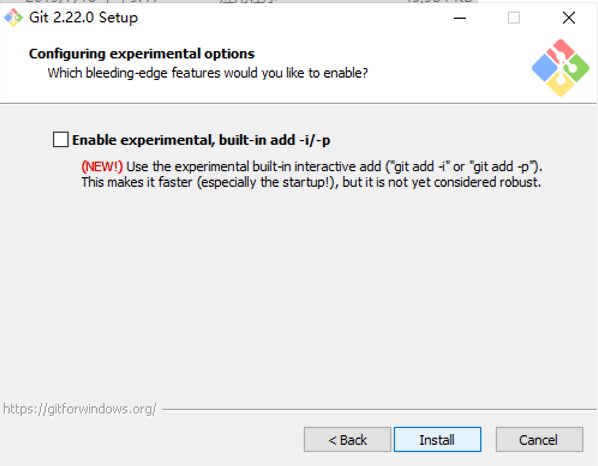 Git 2.22.0 Setup
Configuring experimental options
Which bleeding-edge features would you like to enable?
Enable experimental, built-in add -i/-p
(NEW!) Use the experimental built-in interactive add ("git add -i" or "git add -p").
This makes it faster (especially the startup!), but it is not yet considered robust.
https://gitforwindows.org/
< Back
Install
Cancel